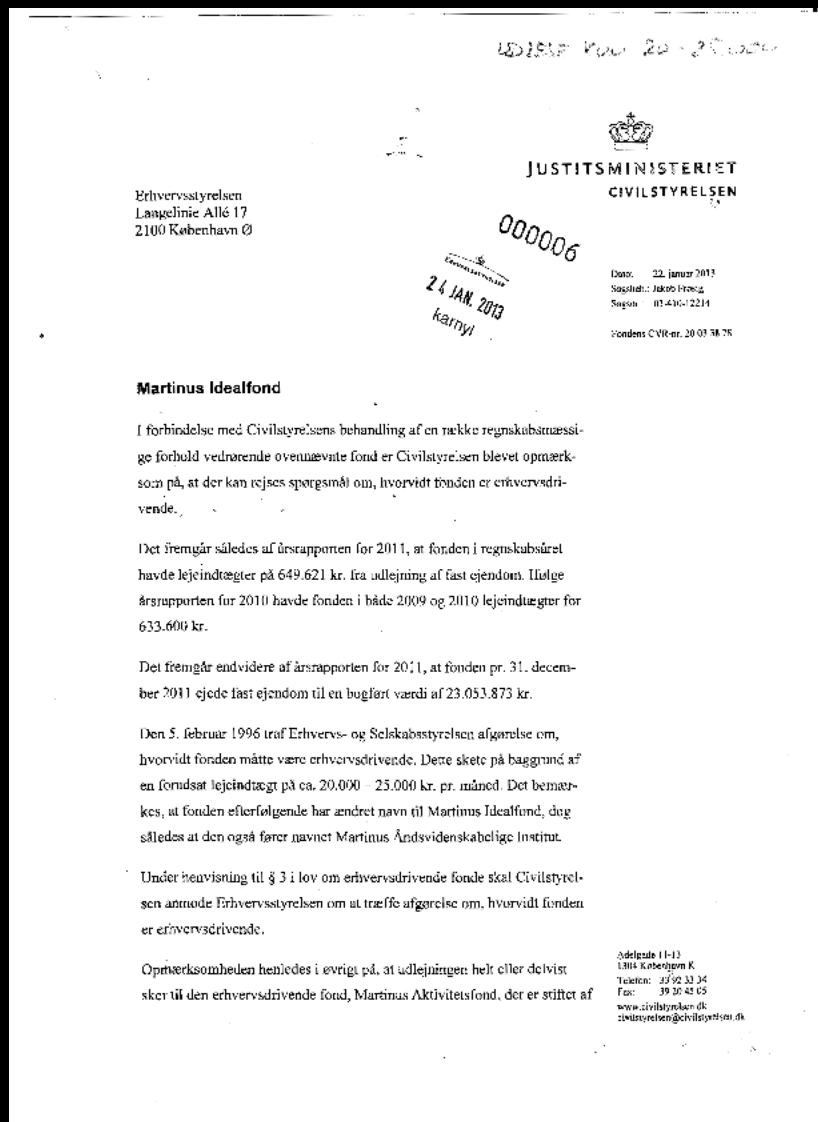 JUSTITSMINISTERIET
CIVILSTYRELSEN
Erhvervsstyrelsen
Langelinie Allé 17
2100 København Ø
000006
24 JAN. 2013
karnyl
Dato: 22. januar 2013
Sagsbeh.: Jakob
Fondens CVR-nr.
Martinus Idealfond
I forbindelse med Civilstyrelsens behandling af en række regnskabsmæssi-
ge forhold vedrørende ovennævnte fond er Civilstyrelsen blevet opmærk-
som på, at der kan rejses spørgsmål om, hvorvidt fonden er erhvervsdri-
vende.
Det fremgår således af årsrapporten for 2011, at fonden i regnskabsåret
havde lejeindtægter på 649.621 kr. fra udlejning af fast ejendom. Ifølge
årsrapporten for 2010 havde fonden i både 2009 og 2010 lejeindtægter for
633.600 kr.
Det fremgår endvidere af årsrapporten for 2011, at fonden pr. 31. decem-
ber 2011 ejede fast ejendom til en bogført værdi af 23.053.873 kr.
Den 5. februar 1996 traf Erhvervs- og Selskabsstyrelsen afgørelse om,
hvorvidt fonden måtte være erhvervsdrivende. Dette skete på baggrund af
en forudsat lejeindtægt på ca. 20.000 – 25.000 kr. pr. måned. Det bemær-
kes, at fonden efterfølgende har ændret navn til Martinus Idealfond, dog
således at den også fører navnet Martinus Åndsvidenskabelige Institut.
Under henvisning til § 3 i lov om erhvervsdrivende fonde skal Civilstyrel-
sen anmode Erhvervsstyrelsen om at træffe afgørelse om, hvorvidt fonden
er erhvervsdrivende.
Opmærksomheden henledes i øvrigt på, at udlejningen helt eller delvist
sker til den erhvervsdrivende fond, Martinus Aktivitetsfond, der er stiftet af
Adelgade 11-13
1304 København K
Telefon: 33 92 33 34
Fax: 39 20 45 05
www.civilstyrelsen.dk
civilstyrelsen@civilstyrelsen.dk